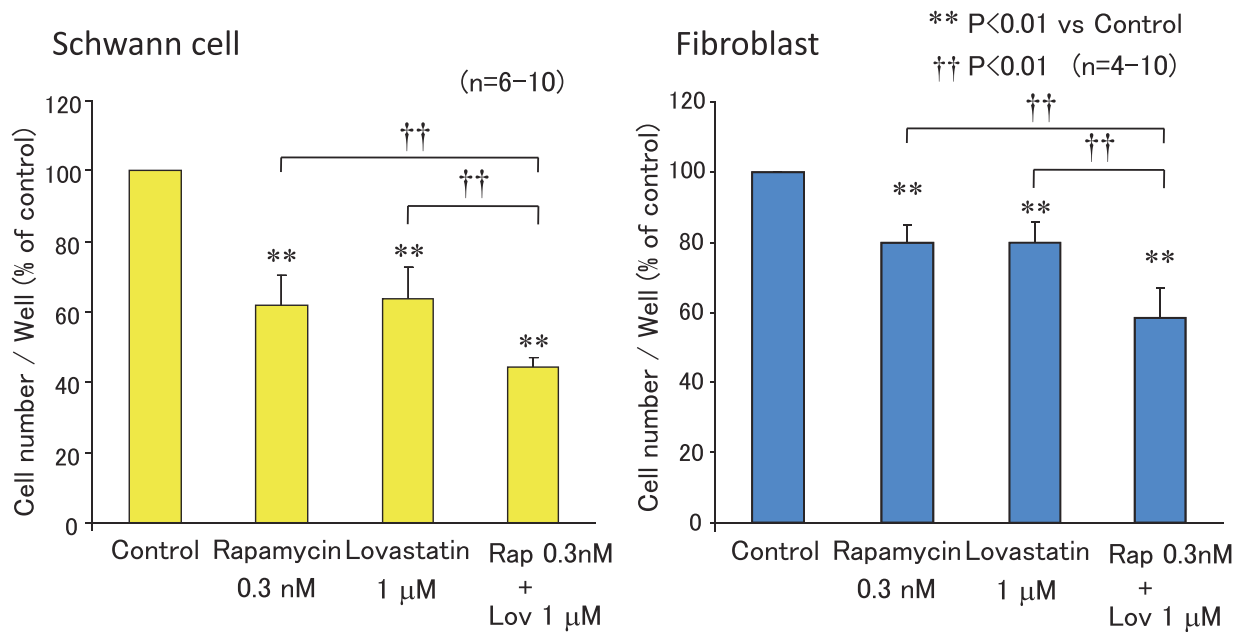 Schwann cell
(n=6-10)
Cell number / Well (% of control)
120
100
80
60
40
20
0
††
††
**
**
**
Control
Rapamycin
0.3 nM
Lovastatin
1 μM
Rap 0.3nM
+
Lov 1 μM
Fibroblast
** P<0.01 vs Control
†† P<0.01 (n=4-10)
Cell number / Well (% of control)
120
100
80
60
40
20
0
††
††
**
**
**
Control
Rapamycin
0.3 nM
Lovastatin
1 μM
Rap 0.3nM
+
Lov 1 μM